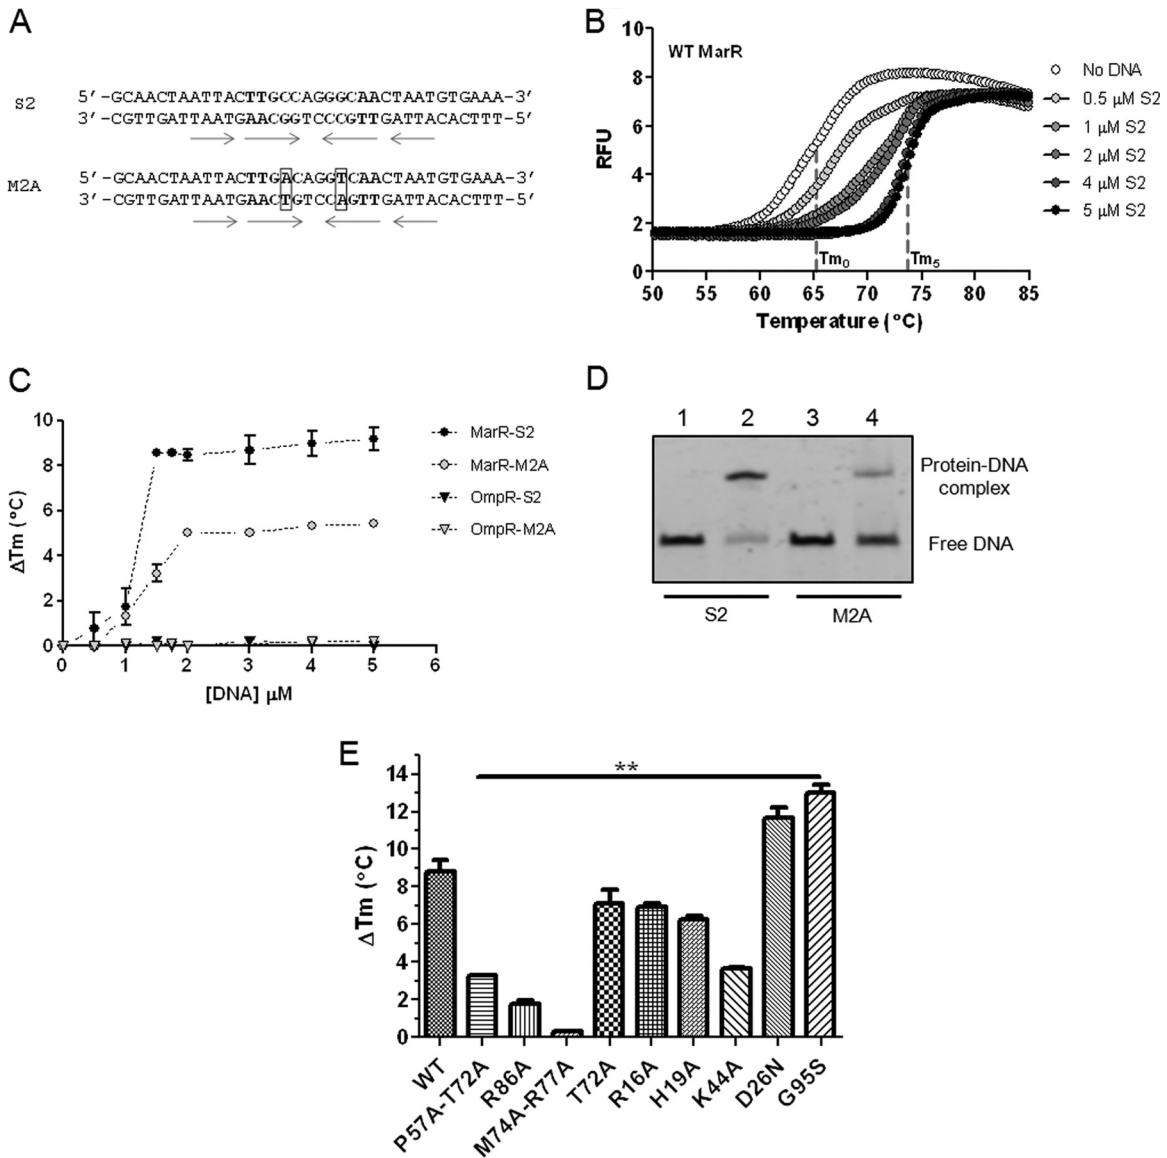 A
S2
5'-GCAACTAATTACTTGCCAGGGCAACTAATGTGAAA-3'
3'-CGTTGATTAATGAACGGTCCCGTTGATTACACTTT-5'
M2A
5'-GCAACTAATTACTTGACAGGTCAACTAATGTGAAA-3'
3'-CGTTGATTAATGAACTGTCCAGTTGATTACACTTT-5'
B
WT MarR
RFU
10
8
6
4
2
0
50 55 60 65 70 75 80 85
Tm0
Tm5
Temperature (°C)
No DNA
0.5 µM S2
1 µM S2
2 µM S2
4 µM S2
5 µM S2
C
ΔTm (°C)
10
8
6
4
2
0
0 1 2 3 4 5 6
[DNA] µM
MarR-S2
MarR-M2A
OmpR-S2
OmpR-M2A
D
1 2 3 4
Protein-DNA
complex
Free DNA
S2 M2A
E
**
ΔTm (°C)
14
12
10
8
6
4
2
0
WT
P57A-T72A
R86A
M74A-R77A
T72A
R16A
H19A
K44A
D26N
G95S